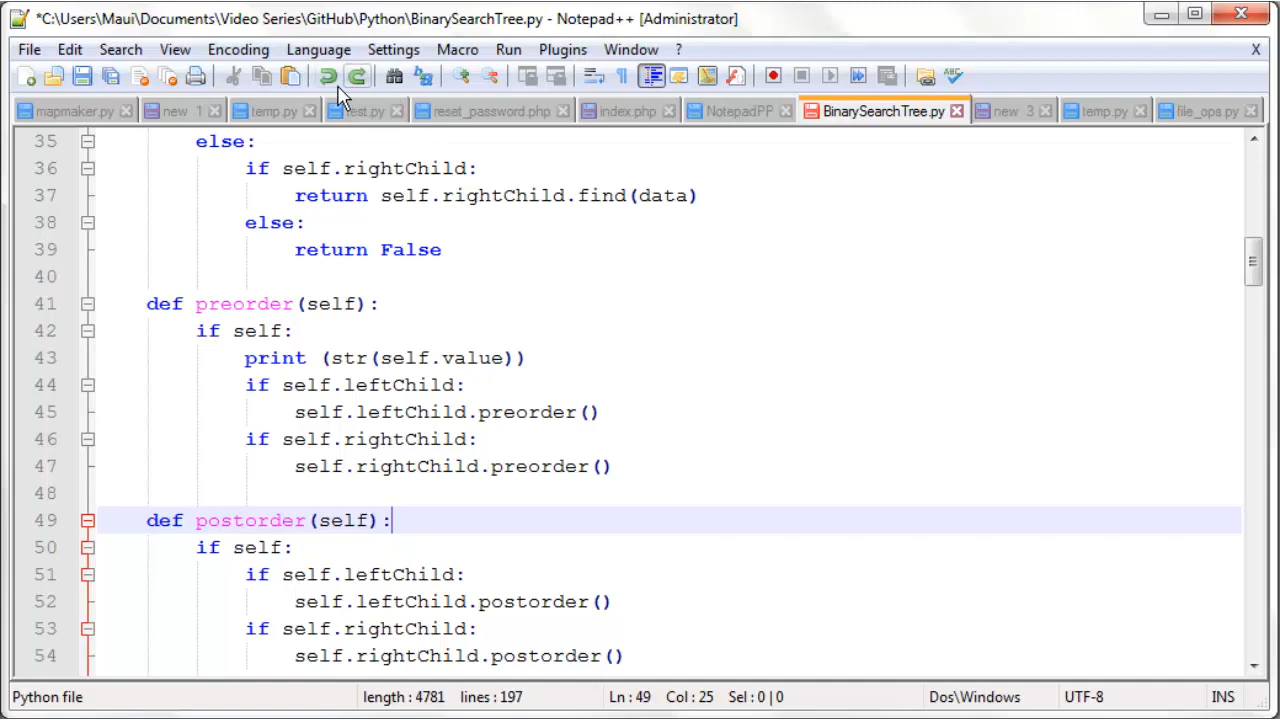 *C:\Users\Maui\Documents\Video Series\GitHub\Python\BinarySearchTree.py - Notepad++ [Administrator]
File Edit Search View Encoding Language Settings Macro Run Plugins Window ? X
mapmaker.py new 1 temp.py test.py reset_password.php index.php NotepadPP BinarySearchTree.py new 3 temp.py file_ops.py
35 else:
36 if self.rightChild:
37 return self.rightChild.find(data)
38 else:
39 return False
40
41 def preorder(self):
42 if self:
43 print (str(self.value))
44 if self.leftChild:
45 self.leftChild.preorder()
46 if self.rightChild:
47 self.rightChild.preorder()
48
49 def postorder(self):
50 if self:
51 if self.leftChild:
52 self.leftChild.postorder()
53 if self.rightChild:
54 self.rightChild.postorder()
Python file length : 4781 lines : 197 Ln : 49 Col : 25 Sel : 0 | 0 Dos\Windows UTF-8 INS